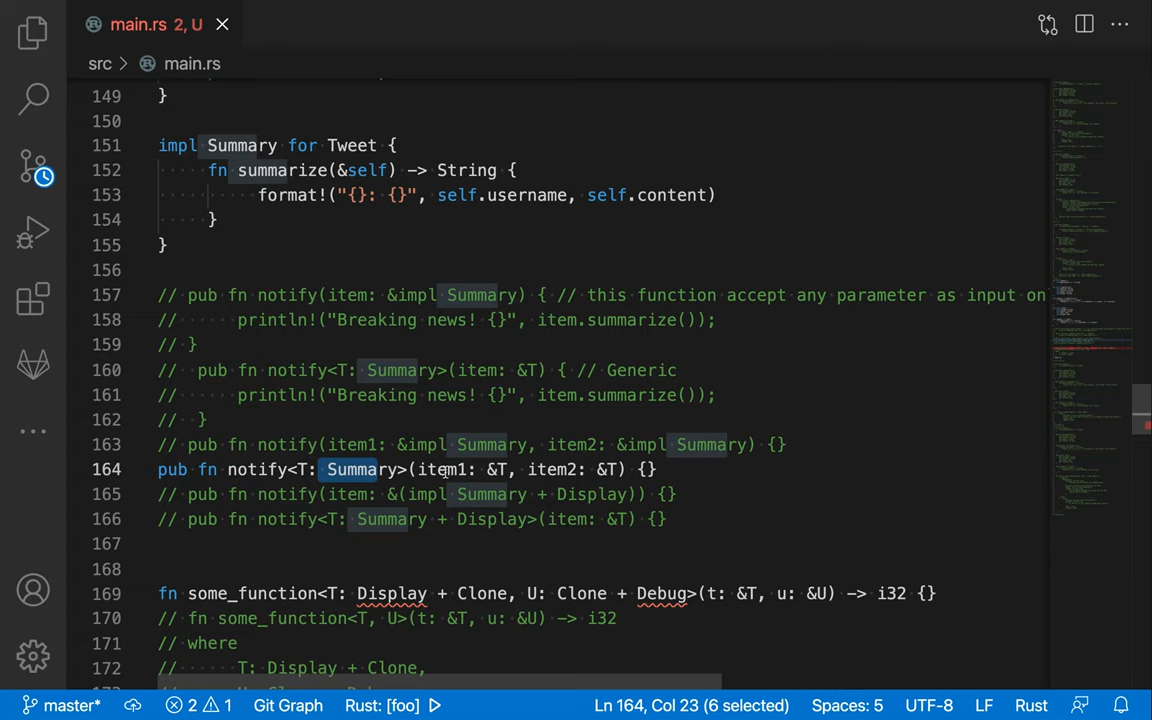 main.rs 2, U
src > main.rs
149 }
150
151 impl Summary for Tweet {
152 fn summarize(&self) -> String {
153 format!("{}: {}", self.username, self.content)
154 }
155 }
156
157 // pub fn notify(item: &impl Summary) { // this function accept any parameter as input on
158 // println!("Breaking news! {}", item.summarize());
159 // }
160 // pub fn notify<T: Summary>(item: &T) { // Generic
161 // println!("Breaking news! {}", item.summarize());
162 // }
163 // pub fn notify(item1: &impl Summary, item2: &impl Summary) {}
164 pub fn notify<T: Summary>(item1: &T, item2: &T) {}
165 // pub fn notify(item: &(impl Summary + Display)) {}
166 // pub fn notify<T: Summary + Display>(item: &T) {}
167
168
169 fn some_function<T: Display + Clone, U: Clone + Debug>(t: &T, u: &U) -> i32 {}
170 // fn some_function<T, U>(t: &T, u: &U) -> i32
171 // where
172 // T: Display + Clone,
master* 2 1 Git Graph Rust: [foo] Ln 164, Col 23 (6 selected) Spaces: 5 UTF-8 LF Rust